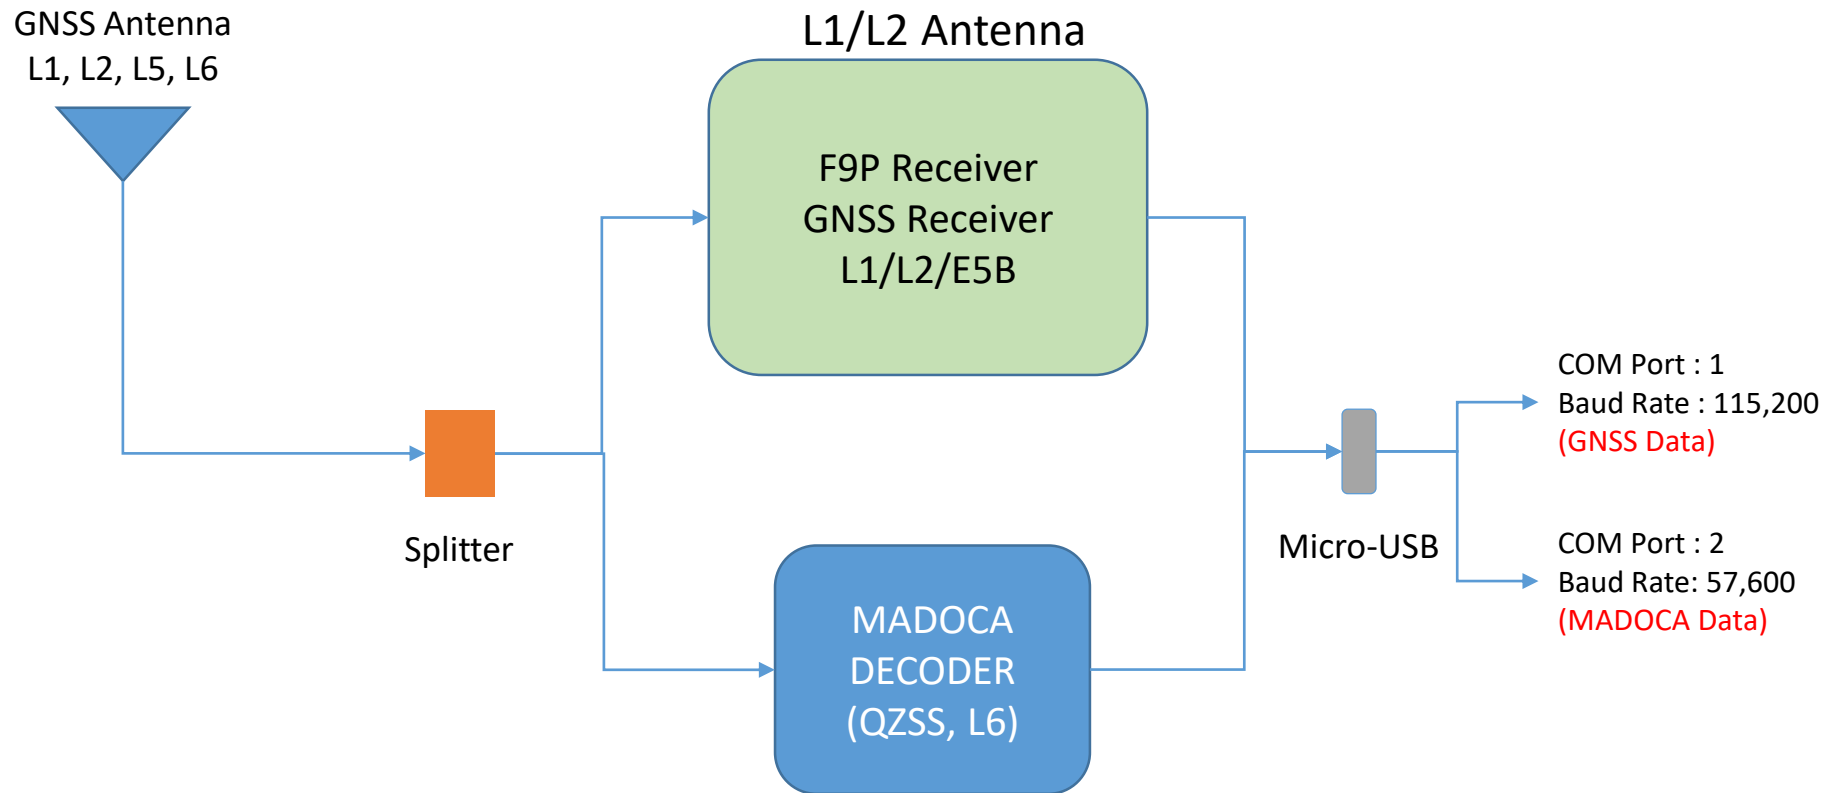 GNSS Antenna
L1, L2, L5, L6
L1/L2 Antenna
F9P Receiver
GNSS Receiver
L1/L2/E5B
Splitter
MADOCA
DECODER
(QZSS, L6)
Micro-USB
COM Port : 1
Baud Rate : 115,200
(GNSS Data)
COM Port : 2
Baud Rate: 57,600
(MADOCA Data)